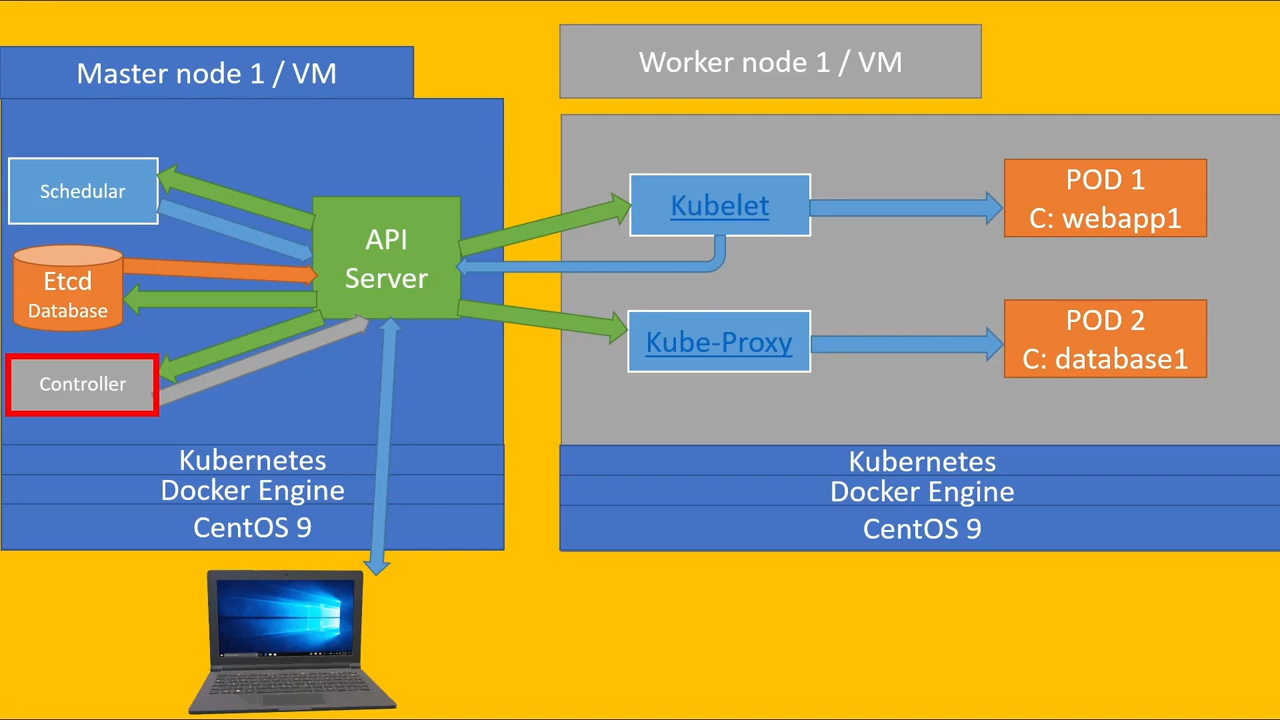 Master node 1 / VM
Schedular
Etcd
Database
Controller
API
Server
Kubernetes
Docker Engine
CentOS 9
Worker node 1 / VM
Kubelet
Kube-Proxy
POD 1
C: webapp1
POD 2
C: database1
Kubernetes
Docker Engine
CentOS 9